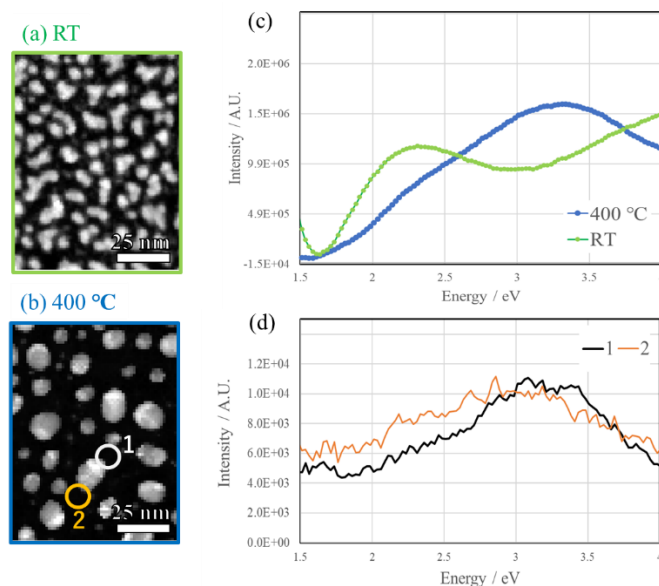 (a) RT
25 nm
(b) 400 °C
1
2
25 nm
(c)
Intensity / A.U.
2.0E+06
1.5E+06
9.9E+05
4.9E+05
-1.5E+04
1.5 2 2.5 3 3.5
Energy / eV
400 °C
RT
(d)
1 2
Intensity / A.U.
1.2E+04
1.0E+04
8.0E+03
6.0E+03
4.0E+03
2.0E+03
0.0E+00
1.5 2 2.5 3 3.5 4
Energy / eV